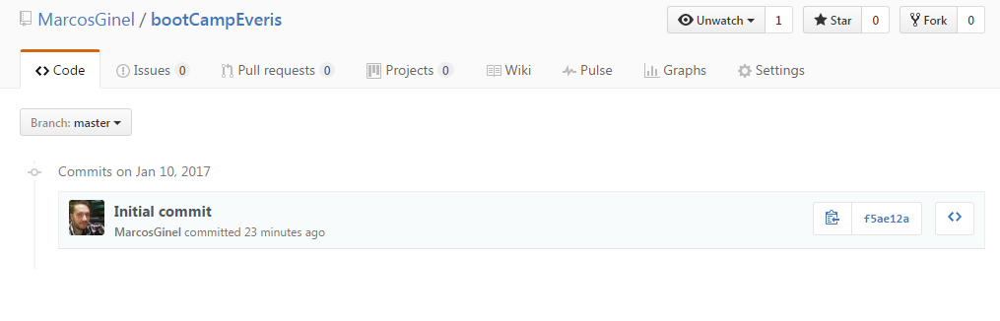 MarcosGinel / bootCampEveris
Unwatch 1
Star 0
Fork 0
Code
Issues 0
Pull requests 0
Projects 0
Wiki
Pulse
Graphs
Settings
Branch: master
Commits on Jan 10, 2017
Initial commit
f5ae12a
MarcosGinel committed 23 minutes ago